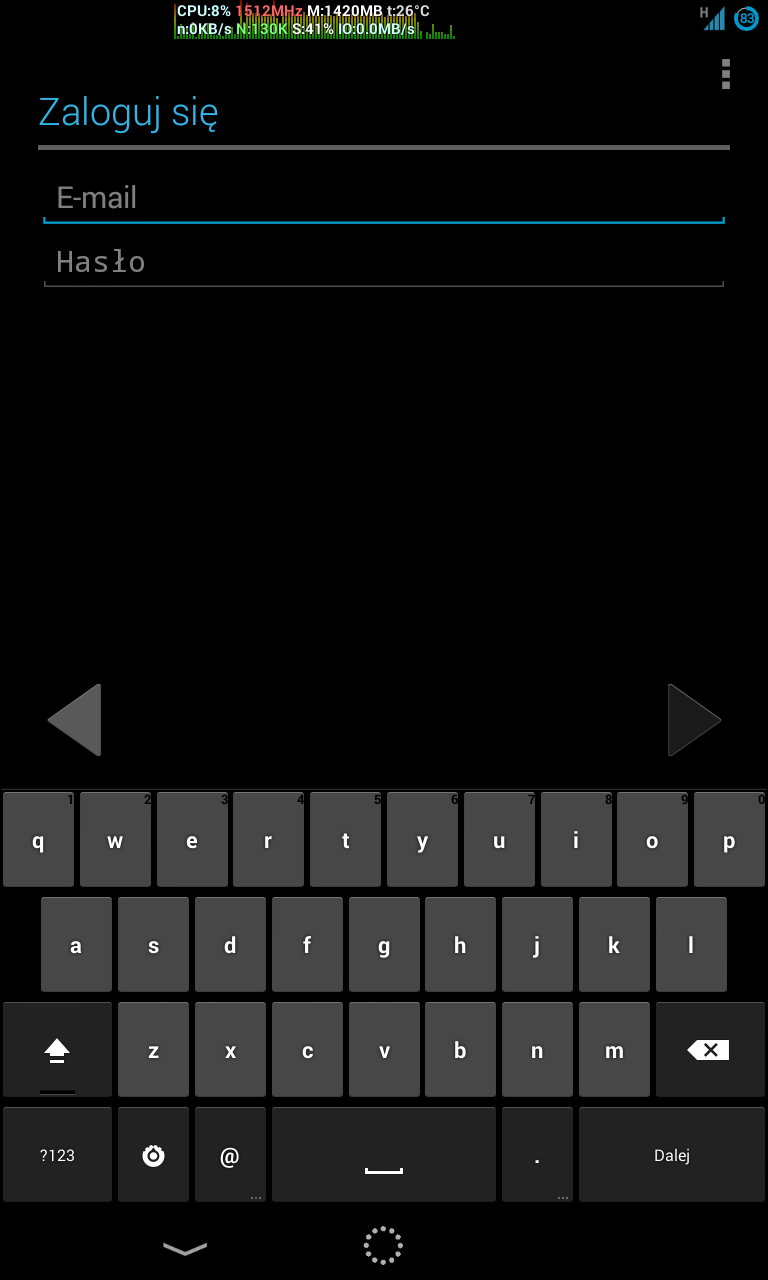 CPU:8% 1512MHz M:1420MB t:26°C
n:0KB/s N:130K S:41% IO:0.0MB/s
H 83
Zaloguj się
E-mail
Hasło
1 2 3 4 5 6 7 8 9 0
q w e r t y u i o p
a s d f g h j k l
z x c v b n m
?123 @ . Dalej